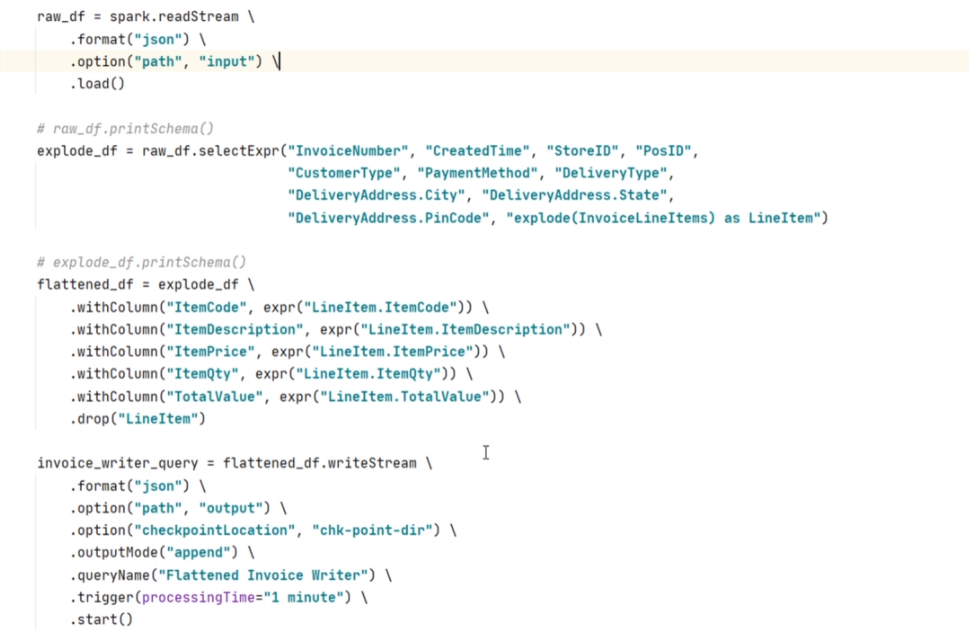 raw_df = spark.readStream \
.format("json") \
.option("path", "input") \
.load()
# raw_df.printSchema()
explode_df = raw_df.selectExpr("InvoiceNumber", "CreatedTime", "StoreID", "PosID",
"CustomerType", "PaymentMethod", "DeliveryType",
"DeliveryAddress.City", "DeliveryAddress.State",
"DeliveryAddress.PinCode", "explode(InvoiceLineItems) as LineItem")
# explode_df.printSchema()
flattened_df = explode_df \
.withColumn("ItemCode", expr("LineItem.ItemCode")) \
.withColumn("ItemDescription", expr("LineItem.ItemDescription")) \
.withColumn("ItemPrice", expr("LineItem.ItemPrice")) \
.withColumn("ItemQty", expr("LineItem.ItemQty")) \
.withColumn("TotalValue", expr("LineItem.TotalValue")) \
.drop("LineItem")
invoice_writer_query = flattened_df.writeStream \
.format("json") \
.option("path", "output") \
.option("checkpointLocation", "chk-point-dir") \
.outputMode("append") \
.queryName("Flattened Invoice Writer") \
.trigger(processingTime="1 minute") \
.start()